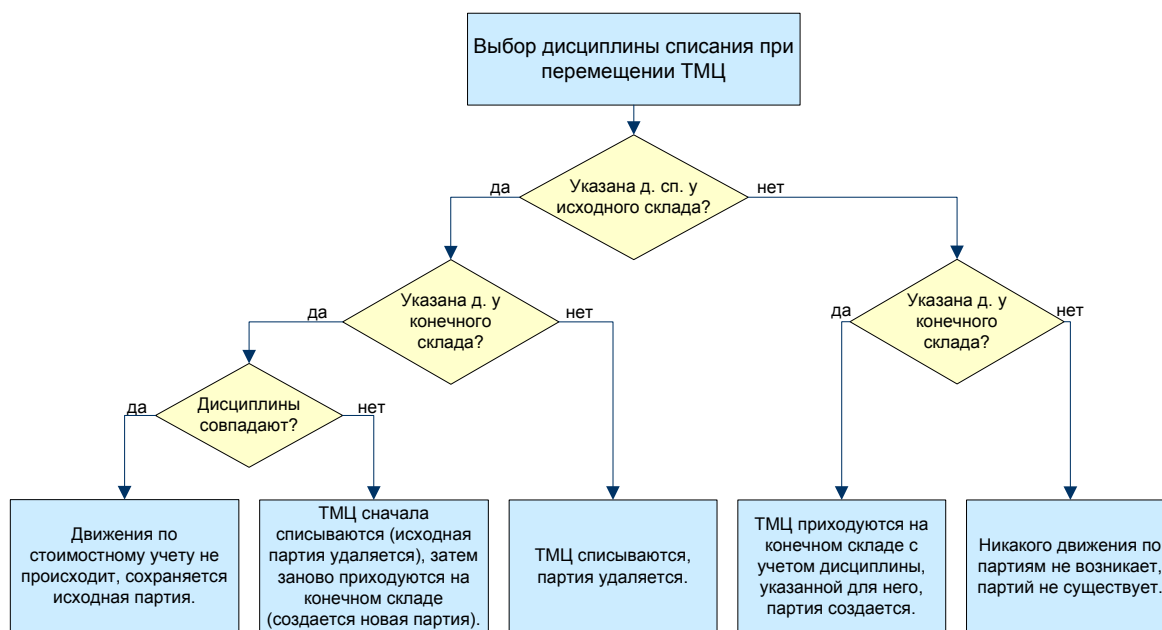 Выбор дисциплины списания при
перемещении ТМЦ
Указана д. сп. у
исходного склада?
да
нет
Указана д. у
конечного
склада?
да
нет
Указана д. у
конечного
склада?
да
нет
Дисциплины
совпадают?
да
нет
Движения по
стоимостному учету не
происходит, сохраняется
исходная партия.
ТМЦ сначала
списываются (исходная
партия удаляется), затем
заново приходуются на
конечном складе
(создается новая партия).
ТМЦ списываются,
партия удаляется.
ТМЦ приходуются на
конечном складе с
учетом дисциплины,
указанной для него,
партия создается.
Никакого движения по
партиям не возникает,
партий не существует.